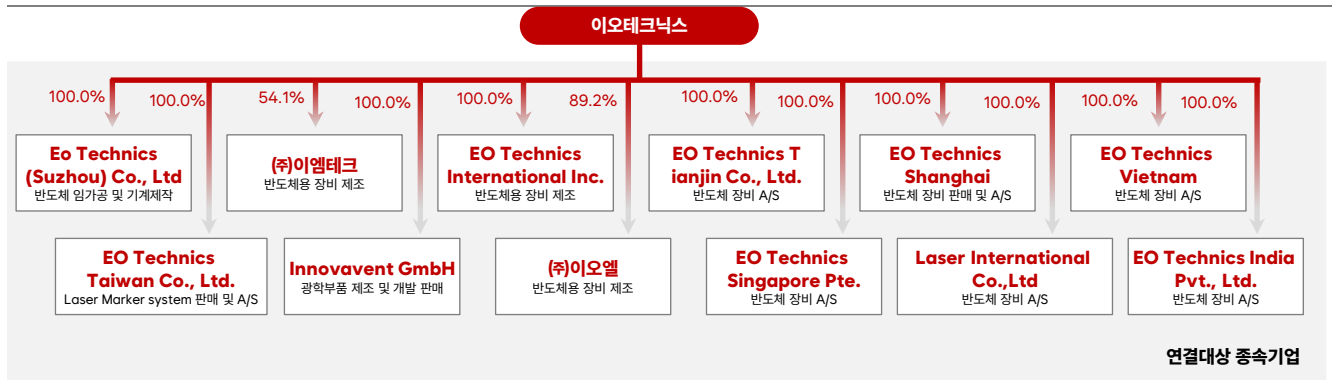 이오테크닉스
100.0%
100.0%
54.1%
100.0%
100.0%
89.2%
100.0%
100.0%
100.0%
100.0%
100.0%
100.0%
Eo Technics
(Suzhou) Co., Ltd
반도체 임가공 및 기계제작
㈜이엠테크
반도체용 장비 제조
EO Technics
International Inc.
반도체용 장비 제조
EO Technics T
ianjin Co., Ltd.
반도체 장비 A/S
EO Technics
Shanghai
반도체 장비 판매 및 A/S
EO Technics
Vietnam
반도체 장비 A/S
EO Technics
Taiwan Co., Ltd.
Laser Marker system 판매 및 A/S
Innovavent GmbH
광학부품 제조 및 개발 판매
㈜이오엘
반도체용 장비 제조
EO Technics
Singapore Pte.
반도체 장비 A/S
Laser International
Co.,Ltd
반도체 장비 A/S
EO Technics India
Pvt., Ltd.
반도체 장비 A/S
연결대상 종속기업